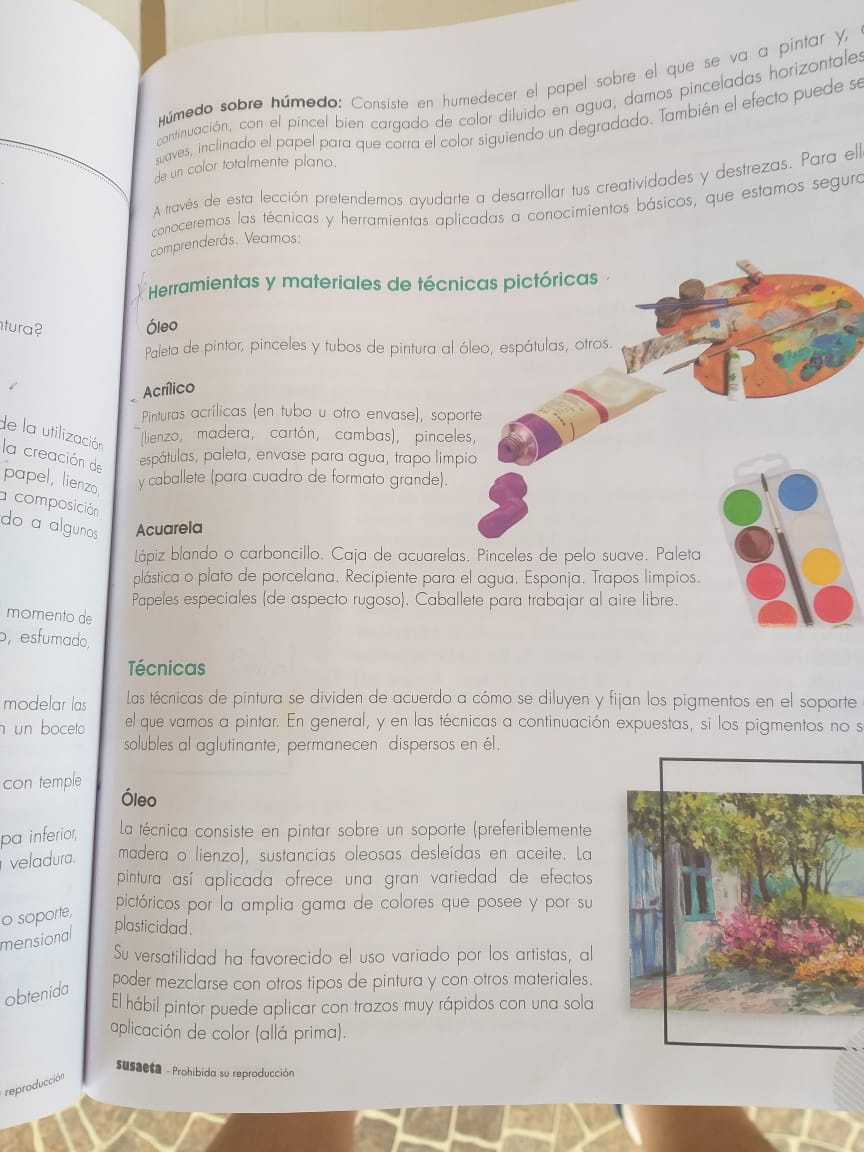 ntura?
de la utilización
la creación de
papel, lienzo,
a composición
do a algunos
momento de
o, esfumado,
modelar las
n un boceto
con temple
pa inferior,
veladura.
o soporte,
mensional
obtenida
reproducción
Húmedo sobre húmedo: Consiste en humedecer el papel sobre el que se va a pintar y,
continuación, con el pincel bien cargado de color diluido en agua, damos pinceladas horizontales
suaves, inclinado el papel para que corra el color siguiendo un degradado. También el efecto puede se
de un color totalmente plano.
A través de esta lección pretendemos ayudarte a desarrollar tus creatividades y destrezas. Para ell
conoceremos las técnicas y herramientas aplicadas a conocimientos básicos, que estamos seguro
comprenderás. Veamos:
Herramientas y materiales de técnicas pictóricas
Óleo
Paleta de pintor, pinceles y tubos de pintura al óleo, espátulas, otros.
Acrílico
Pinturas acrílicas (en tubo u otro envase), soporte
(lienzo, madera, cartón, cambas), pinceles,
espátulas, paleta, envase para agua, trapo limpio
y caballete (para cuadro de formato grande).
Acuarela
Lápiz blando o carboncillo. Caja de acuarelas. Pinceles de pelo suave. Paleta
plástica o plato de porcelana. Recipiente para el agua. Esponja. Trapos limpios.
Papeles especiales (de aspecto rugoso). Caballete para trabajar al aire libre.
Técnicas
Las técnicas de pintura se dividen de acuerdo a cómo se diluyen y fijan los pigmentos en el soporte
el que vamos a pintar. En general, y en las técnicas a continuación expuestas, si los pigmentos no s
solubles al aglutinante, permanecen dispersos en él.
Óleo
La técnica consiste en pintar sobre un soporte (preferiblemente
madera o lienzo), sustancias oleosas desleídas en aceite. La
pintura así aplicada ofrece una gran variedad de efectos
pictóricos por la amplia gama de colores que posee y por su
plasticidad.
Su versatilidad ha favorecido el uso variado por los artistas, al
poder mezclarse con otros tipos de pintura y con otros materiales.
El hábil pintor puede aplicar con trazos muy rápidos con una sola
aplicación de color (allá prima).
susaeta - Prohibida su reproducción